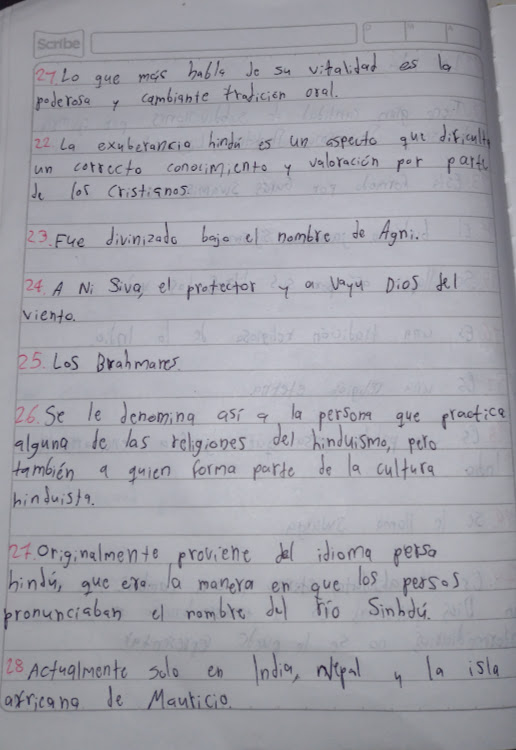 Scribe
21 Lo que más habla de su vitalidad es la
poderosa y cambiante tradición oral.
22. La exuberancia hindú es un aspecto que dificulta
un correcto conocimiento y valoración por parte
de los Cristianos.
23. Fue divinizado bajo el nombre de Agni.
24. A Ni Siva, el protector y a Vayu Dios del
viento.
25. Los Brahmares.
26. Se le denomina así a la persona que practica
alguna de las religiones del hinduismo, pero
también a quien forma parte de la cultura
hinduista.
27. Originalmente proviene del idioma persa
hindú, que era la manera en que los persas
pronunciaban el nombre del río Sinhdú.
28 Actualmente solo en India, Nepal y la isla
africana de Mauricio.